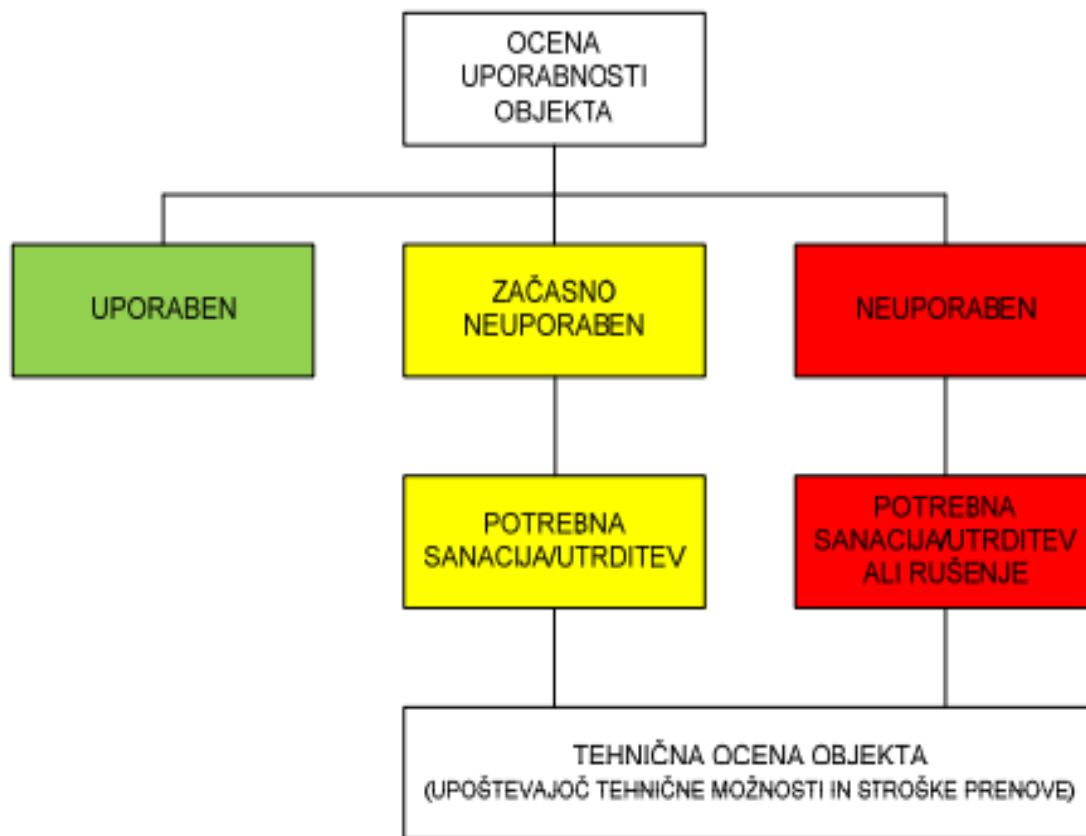 OCENA
UPORABNOSTI
OBJEKTA
UPORABEN
ZAČASNO
NEUPORABEN
NEUPORABEN
POTREBNA
SANACIJA/UTRDITEV
POTREBNA
SANACIJA/UTRDITEV
ALI RUŠENJE
TEHNIČNA OCENA OBJEKTA
(UPOŠTEVAJOČ TEHNIČNE MOŽNOSTI IN STROŠKE PRENOVE)